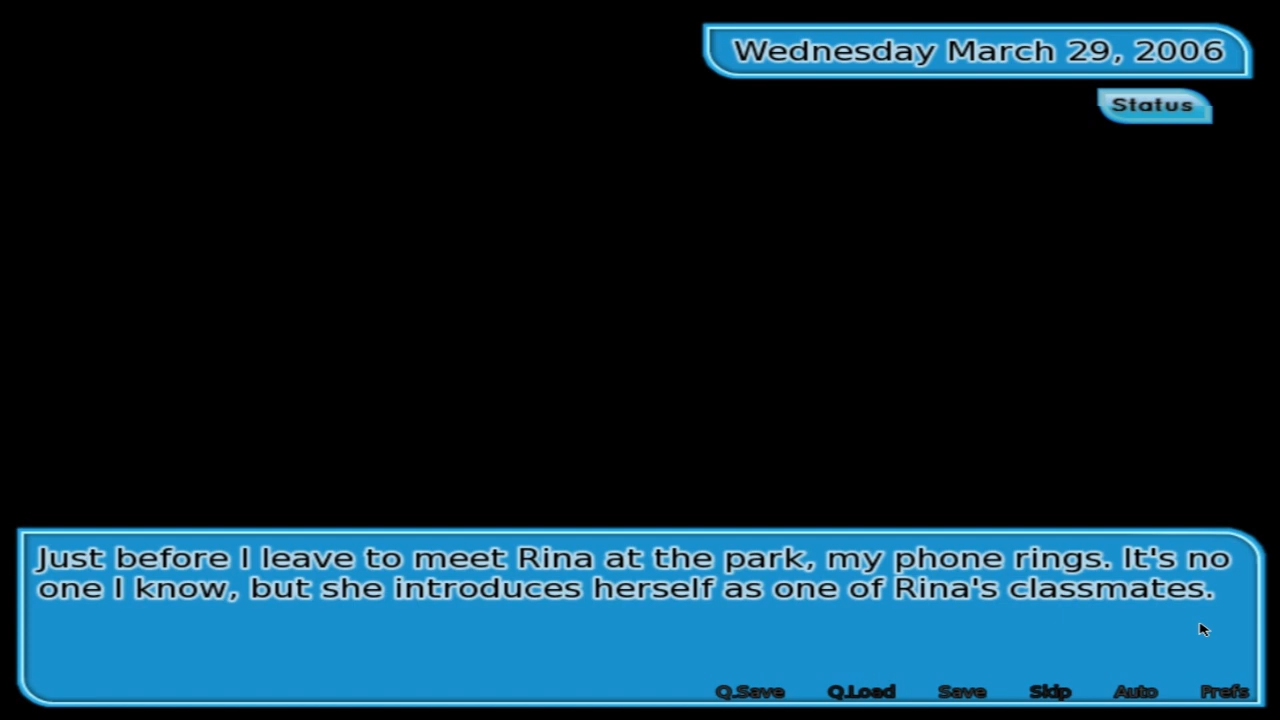 Wednesday March 29, 2006
Status
Just before I leave to meet Rina at the park, my phone rings. It's no
one I know, but she introduces herself as one of Rina's classmates.
Q.Save Q.Load Save Skip Auto Prefs